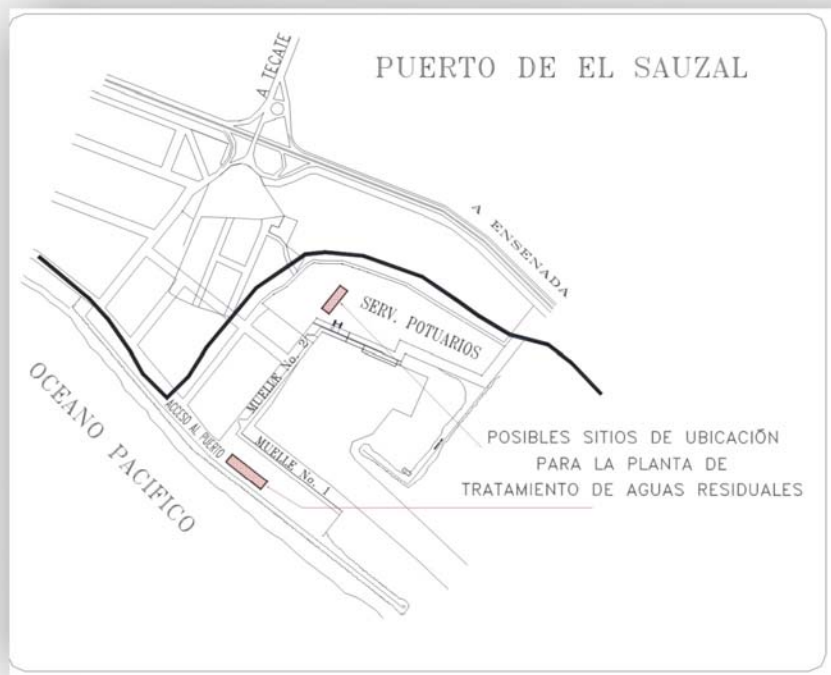 PUERTO DE EL SAUZAL
A TECATE
A ENSENADA
SERV. POTUARIOS
MUELLE No. 2
OCEANO PACIFICO
ACCESO AL PUERTO
MUELLE No. 1
POSIBLES SITIOS DE UBICACIÓN
PARA LA PLANTA DE
TRATAMIENTO DE AGUAS RESIDUALES